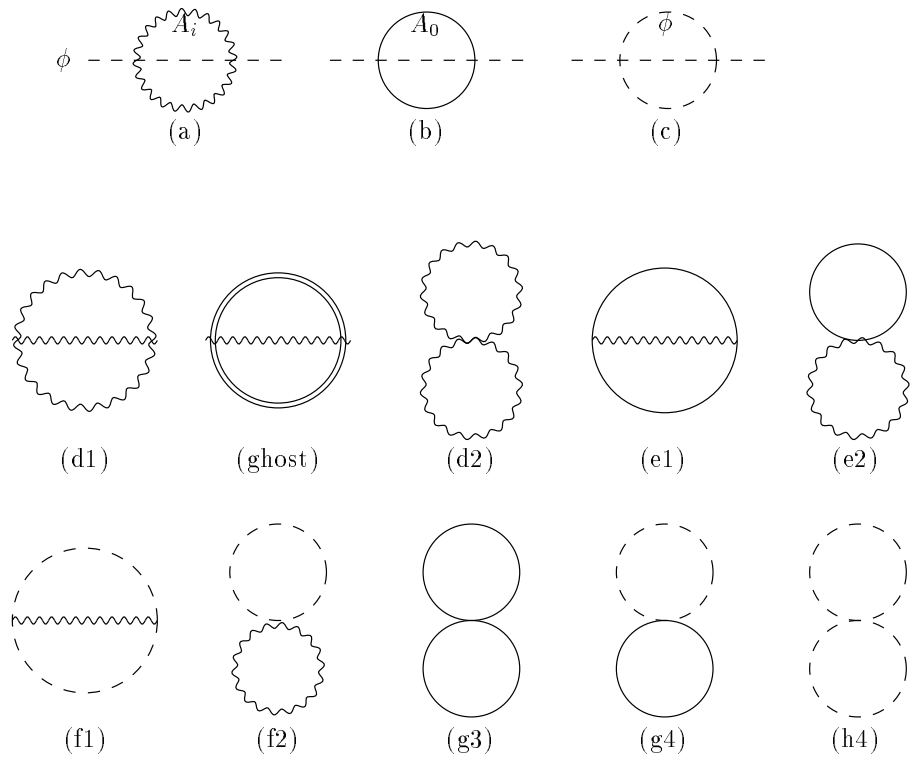 A_i A_0 ϕ
ϕ
(a) (b) (c)
(d1) (ghost) (d2) (e1) (e2)
(f1) (f2) (g3) (g4) (h4)